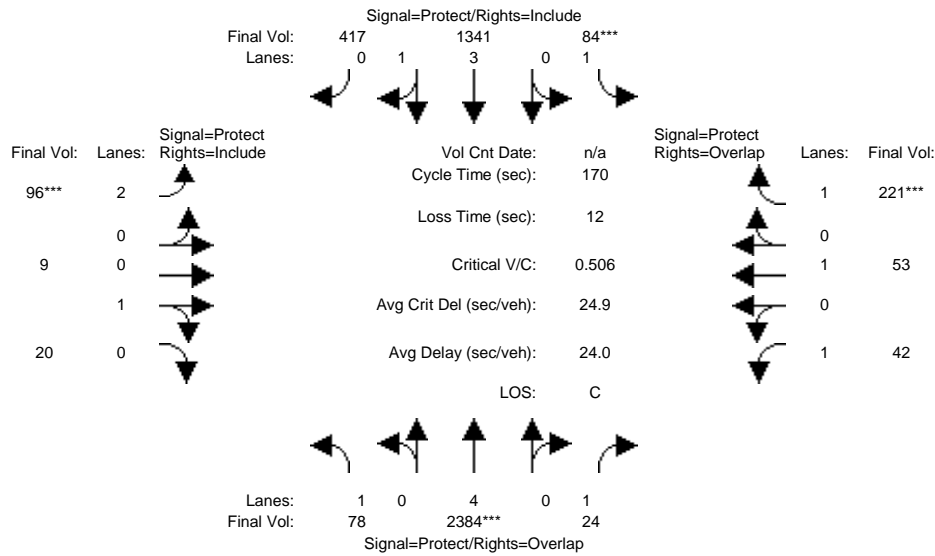 Signal=Protect/Rights=Include
Final Vol: 417 1341 84***
Lanes: 0 1 3 0 1
Signal=Protect Signal=Protect
Final Vol: Lanes: Rights=Include Vol Cnt Date: n/a Rights=Overlap Lanes: Final Vol:
Cycle Time (sec): 170
96*** 2 1 221***
Loss Time (sec): 12
0 0
9 0 Critical V/C: 0.506 1 53
1 Avg Crit Del (sec/veh): 24.9 0
20 0 Avg Delay (sec/veh): 24.0 1 42
LOS: C
Lanes: 1 0 4 0 1
Final Vol: 78 2384*** 24
Signal=Protect/Rights=Overlap